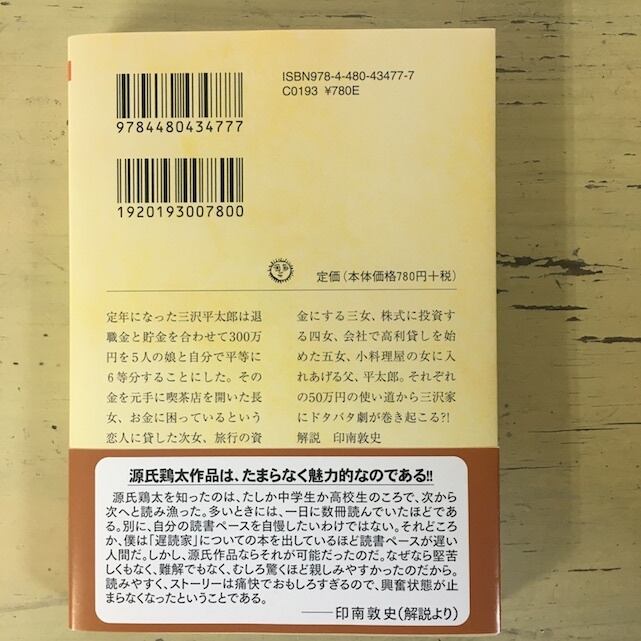 ISBN978-4-480-43477-7
C0193 ¥780E
9784480434777
1920193007800
定価(本体価格780円+税)
定年になった三沢平太郎は退
職金と貯金を合わせて300万
円を5人の娘と自分で平等に
6等分することにした。その
金を元手に喫茶店を開いた長
女、お金に困っているという
恋人に貸した次女、旅行の資
金にする三女、株式に投資す
る四女、会社で高利貸しを始
めた五女、小料理屋の女に入
れあげる父、平太郎。それぞれ
の50万円の使い道から三沢家
にドタバタ劇が巻き起こる?!
解説 印南敦史
源氏鶏太作品は、たまらなく魅力的なのである!!
源氏鶏太を知ったのは、たしか中学生か高校生のころで、次から
次へと読み漁った。多いときには、一日に数冊読んでいたほどであ
る。別に、自分の読書ペースを自慢したいわけではない。それどころ
か、僕は「遅読家」についての本を出しているほど読書ペースが遅い
人間だ。しかし、源氏作品ならそれが可能だったのだ。なぜなら堅苦
しくもなく、難解でもなく、むしろ驚くほど親しみやすかったのだから。
読みやすく、ストーリーは痛快でおもしろすぎるので、興奮状態が止
まらなくなったということである。
──印南敦史(解説より)